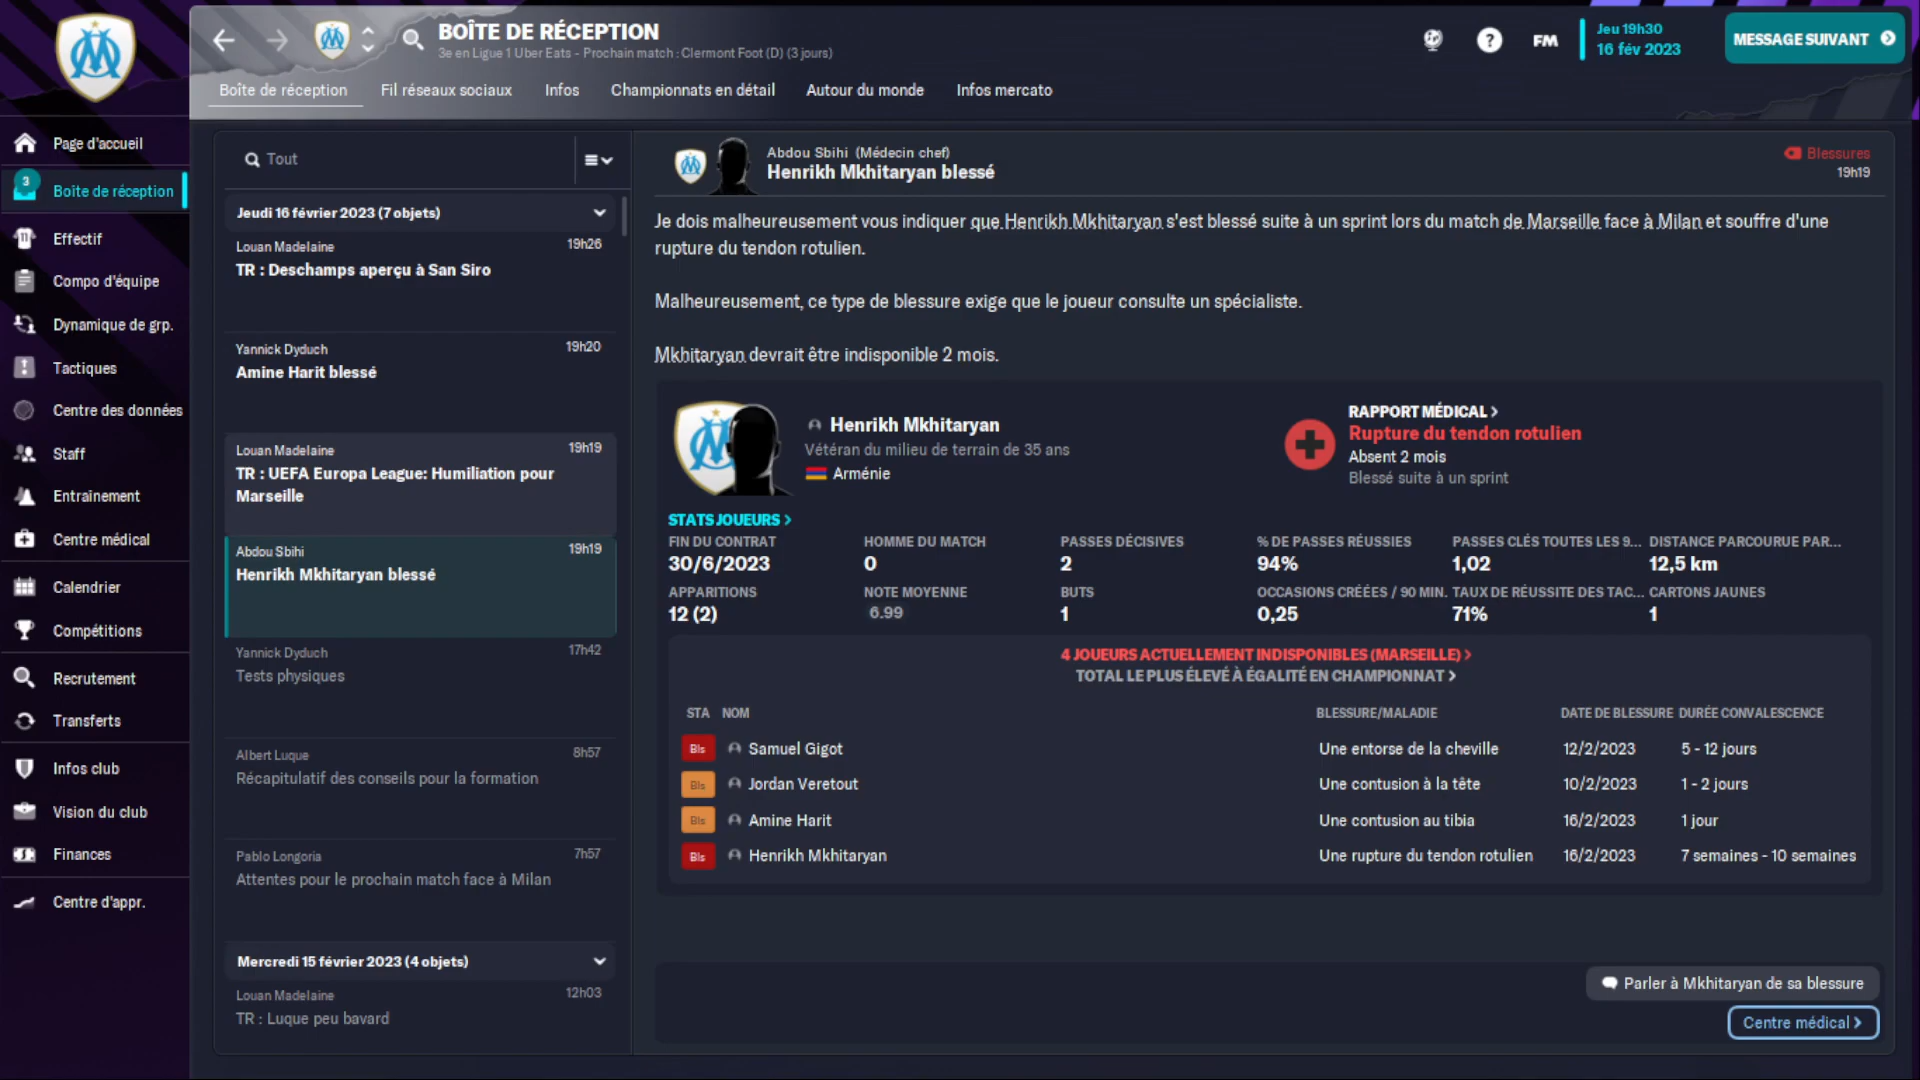 BOÎTE DE RÉCEPTION
3e en Ligue 1 Uber Eats - Prochain match : Clermont Foot (D) (3 jours)
FM
Jeu 19h30
16 fév 2023
MESSAGE SUIVANT
Boîte de réception
Fil réseaux sociaux
Infos
Championnats en détail
Autour du monde
Infos mercato
Page d'accueil
3
Boîte de réception
Effectif
Compo d'équipe
Dynamique de grp.
Tactiques
Centre des données
Staff
Entraînement
Centre médical
Calendrier
Compétitions
Recrutement
Transferts
Infos club
Vision du club
Finances
Centre d'appr.
Tout
Jeudi 16 février 2023 (7 objets)
Louan Madelaine 19h26
TR : Deschamps aperçu à San Siro
Yannick Dyduch 19h20
Amine Harit blessé
Louan Madelaine 19h19
TR : UEFA Europa League: Humiliation pour
Marseille
Abdou Sbihi 19h19
Henrikh Mkhitaryan blessé
Yannick Dyduch 17h42
Tests physiques
Albert Luque 8h57
Récapitulatif des conseils pour la formation
Pablo Longoria 7h57
Attentes pour le prochain match face à Milan
Mercredi 15 février 2023 (4 objets)
Louan Madelaine 12h03
TR : Luque peu bavard
Abdou Sbihi (Médecin chef)
Henrikh Mkhitaryan blessé
Blessures
19h19
Je dois malheureusement vous indiquer que Henrikh Mkhitaryan s'est blessé suite à un sprint lors du match de Marseille face à Milan et souffre d'une
rupture du tendon rotulien.
Malheureusement, ce type de blessure exige que le joueur consulte un spécialiste.
Mkhitaryan devrait être indisponible 2 mois.
Henrikh Mkhitaryan
Vétéran du milieu de terrain de 35 ans
Arménie
RAPPORT MÉDICAL >
Rupture du tendon rotulien
Absent 2 mois
Blessé suite à un sprint
STATS JOUEURS >
FIN DU CONTRAT HOMME DU MATCH PASSES DÉCISIVES % DE PASSES RÉUSSIES PASSES CLÉS TOUTES LES 9... DISTANCE PARCOURUE PAR...
30/6/2023 0 2 94% 1,02 12,5 km
APPARITIONS NOTE MOYENNE BUTS OCCASIONS CRÉÉES / 90 MIN. TAUX DE RÉUSSITE DES TAC... CARTONS JAUNES
12 (2) 6.99 1 0,25 71% 1
4 JOUEURS ACTUELLEMENT INDISPONIBLES (MARSEILLE) >
TOTAL LE PLUS ÉLEVÉ À ÉGALITÉ EN CHAMPIONNAT >
STA NOM BLESSURE/MALADIE DATE DE BLESSURE DURÉE CONVALESCENCE
Bls Samuel Gigot Une entorse de la cheville 12/2/2023 5 - 12 jours
Bls Jordan Veretout Une contusion à la tête 10/2/2023 1 - 2 jours
Bls Amine Harit Une contusion au tibia 16/2/2023 1 jour
Bls Henrikh Mkhitaryan Une rupture du tendon rotulien 16/2/2023 7 semaines - 10 semaines
Parler à Mkhitaryan de sa blessure
Centre médical >